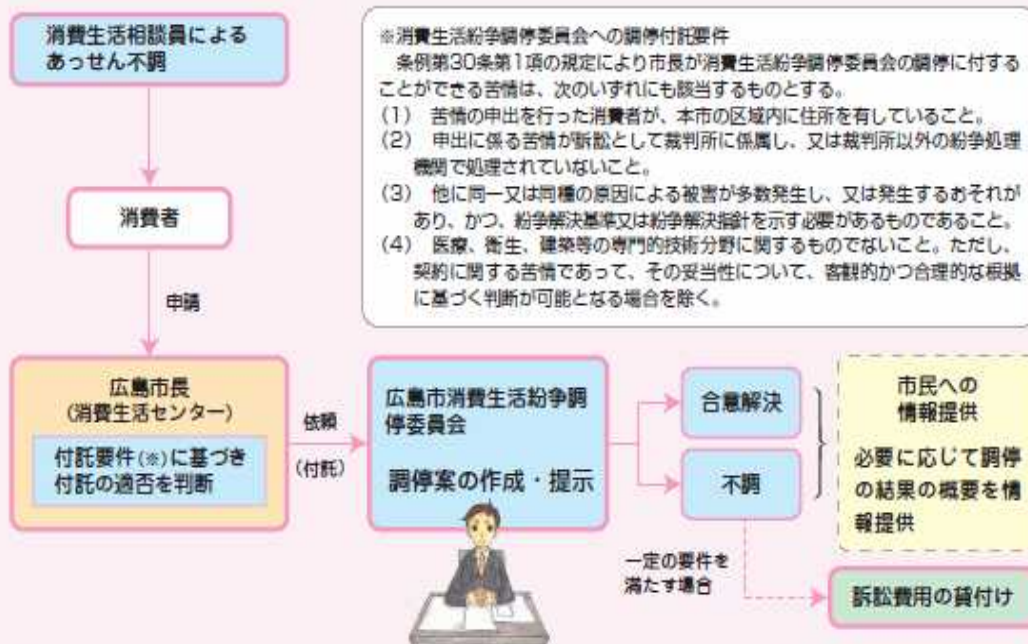 消費生活相談員による
あっせん不調
消費者
申請
広島市長
(消費生活センター)
付託要件(※)に基づき
付託の適否を判断
依頼
(付託)
広島市消費生活紛争調
停委員会
調停案の作成・提示
合意解決
不調
市民への
情報提供
必要に応じて調停
の結果の概要を情
報提供
一定の要件を
満たす場合
訴訟費用の貸付け
※消費生活紛争調停委員会への調停付託要件
条例第30条第1項の規定により市長が消費生活紛争調停委員会の調停に付する
ことができる苦情は、次のいずれにも該当するものとする。
(1) 苦情の申出を行った消費者が、本市の区域内に住所を有していること。
(2) 申出に係る苦情が訴訟として裁判所に係属し、又は裁判所以外の紛争処理
機関で処理されていないこと。
(3) 他に同一又は同種の原因による被害が多数発生し、又は発生するおそれが
あり、かつ、紛争解決基準又は紛争解決指針を示す必要があるものであること。
(4) 医療、衛生、建築等の専門的技術分野に関するものでないこと。ただし、
契約に関する苦情であって、その妥当性について、客観的かつ合理的な根拠
に基づく判断が可能となる場合を除く。